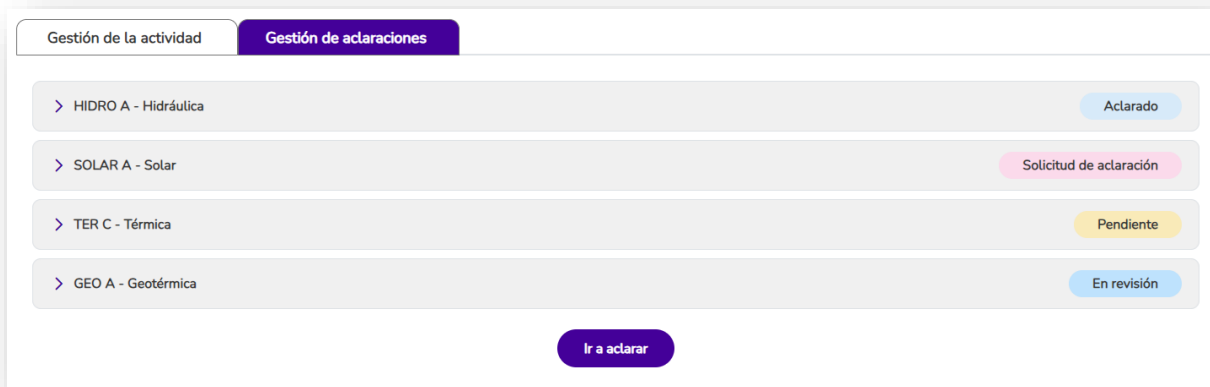 Gestión de la actividad
Gestión de aclaraciones
HIDRO A - Hidráulica
Aclarado
SOLAR A - Solar
Solicitud de aclaración
TER C - Térmica
Pendiente
GEO A - Geotérmica
En revisión
Ir a aclarar